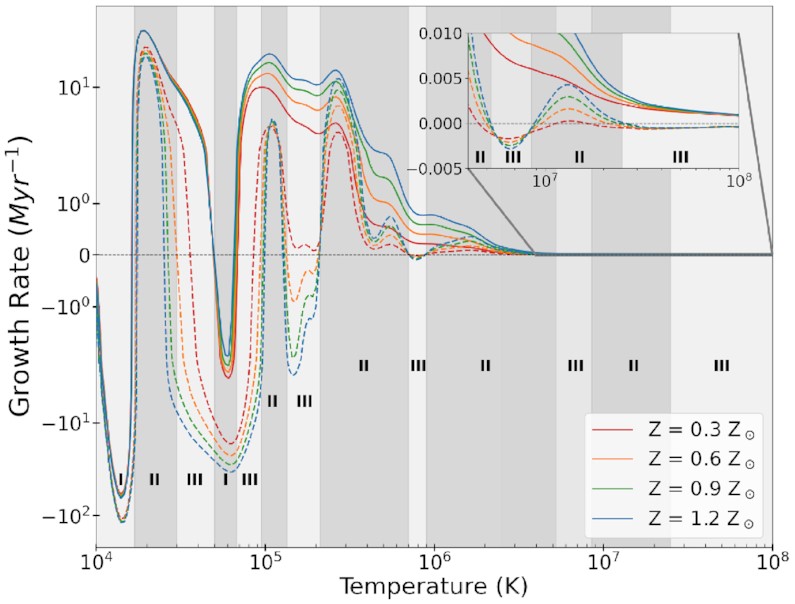 Growth Rate (Myr⁻¹)
10¹
10⁰
0
−10⁰
−10¹
−10²
0.010
0.005
0.000
−0.005
II III II III
10⁷ 10⁸
II III II III II III
II III
I II III I III
Z = 0.3 Z⊙
Z = 0.6 Z⊙
Z = 0.9 Z⊙
Z = 1.2 Z⊙
10⁴ 10⁵ 10⁶ 10⁷ 10⁸
Temperature (K)